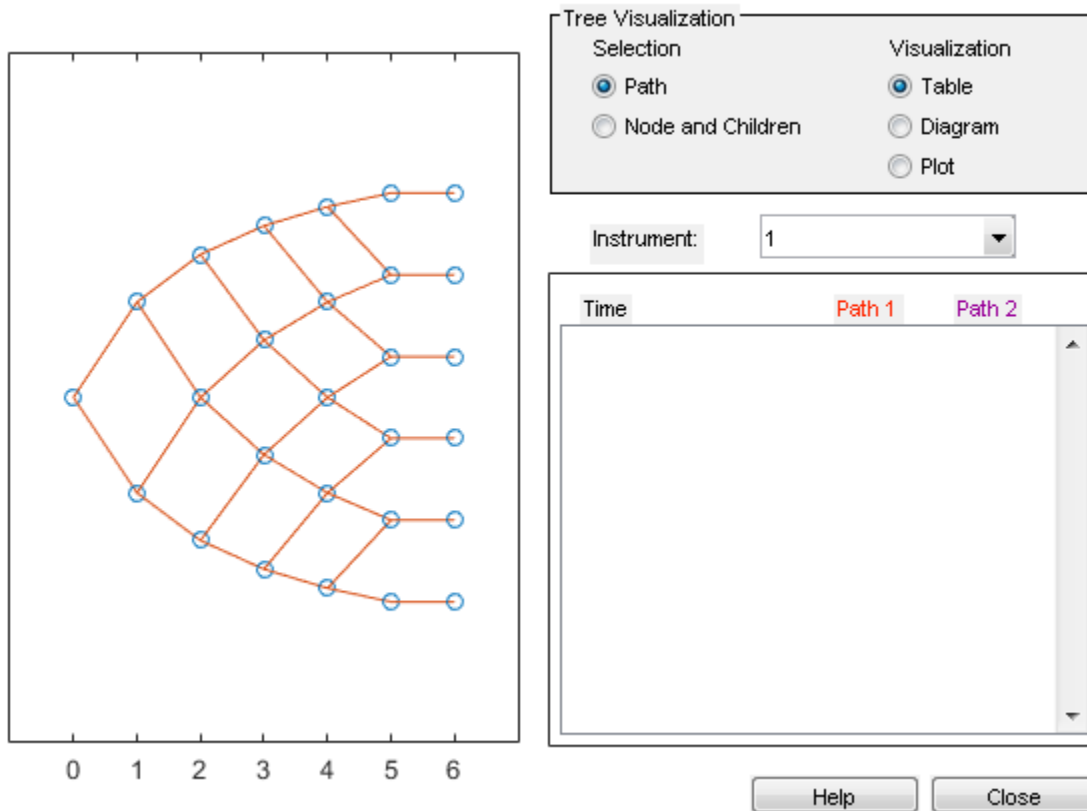 Tree Visualization
Selection
Visualization
Path
Table
Node and Children
Diagram
Plot
Instrument:
1
Time Path 1 Path 2
0 1 2 3 4 5 6
Help Close